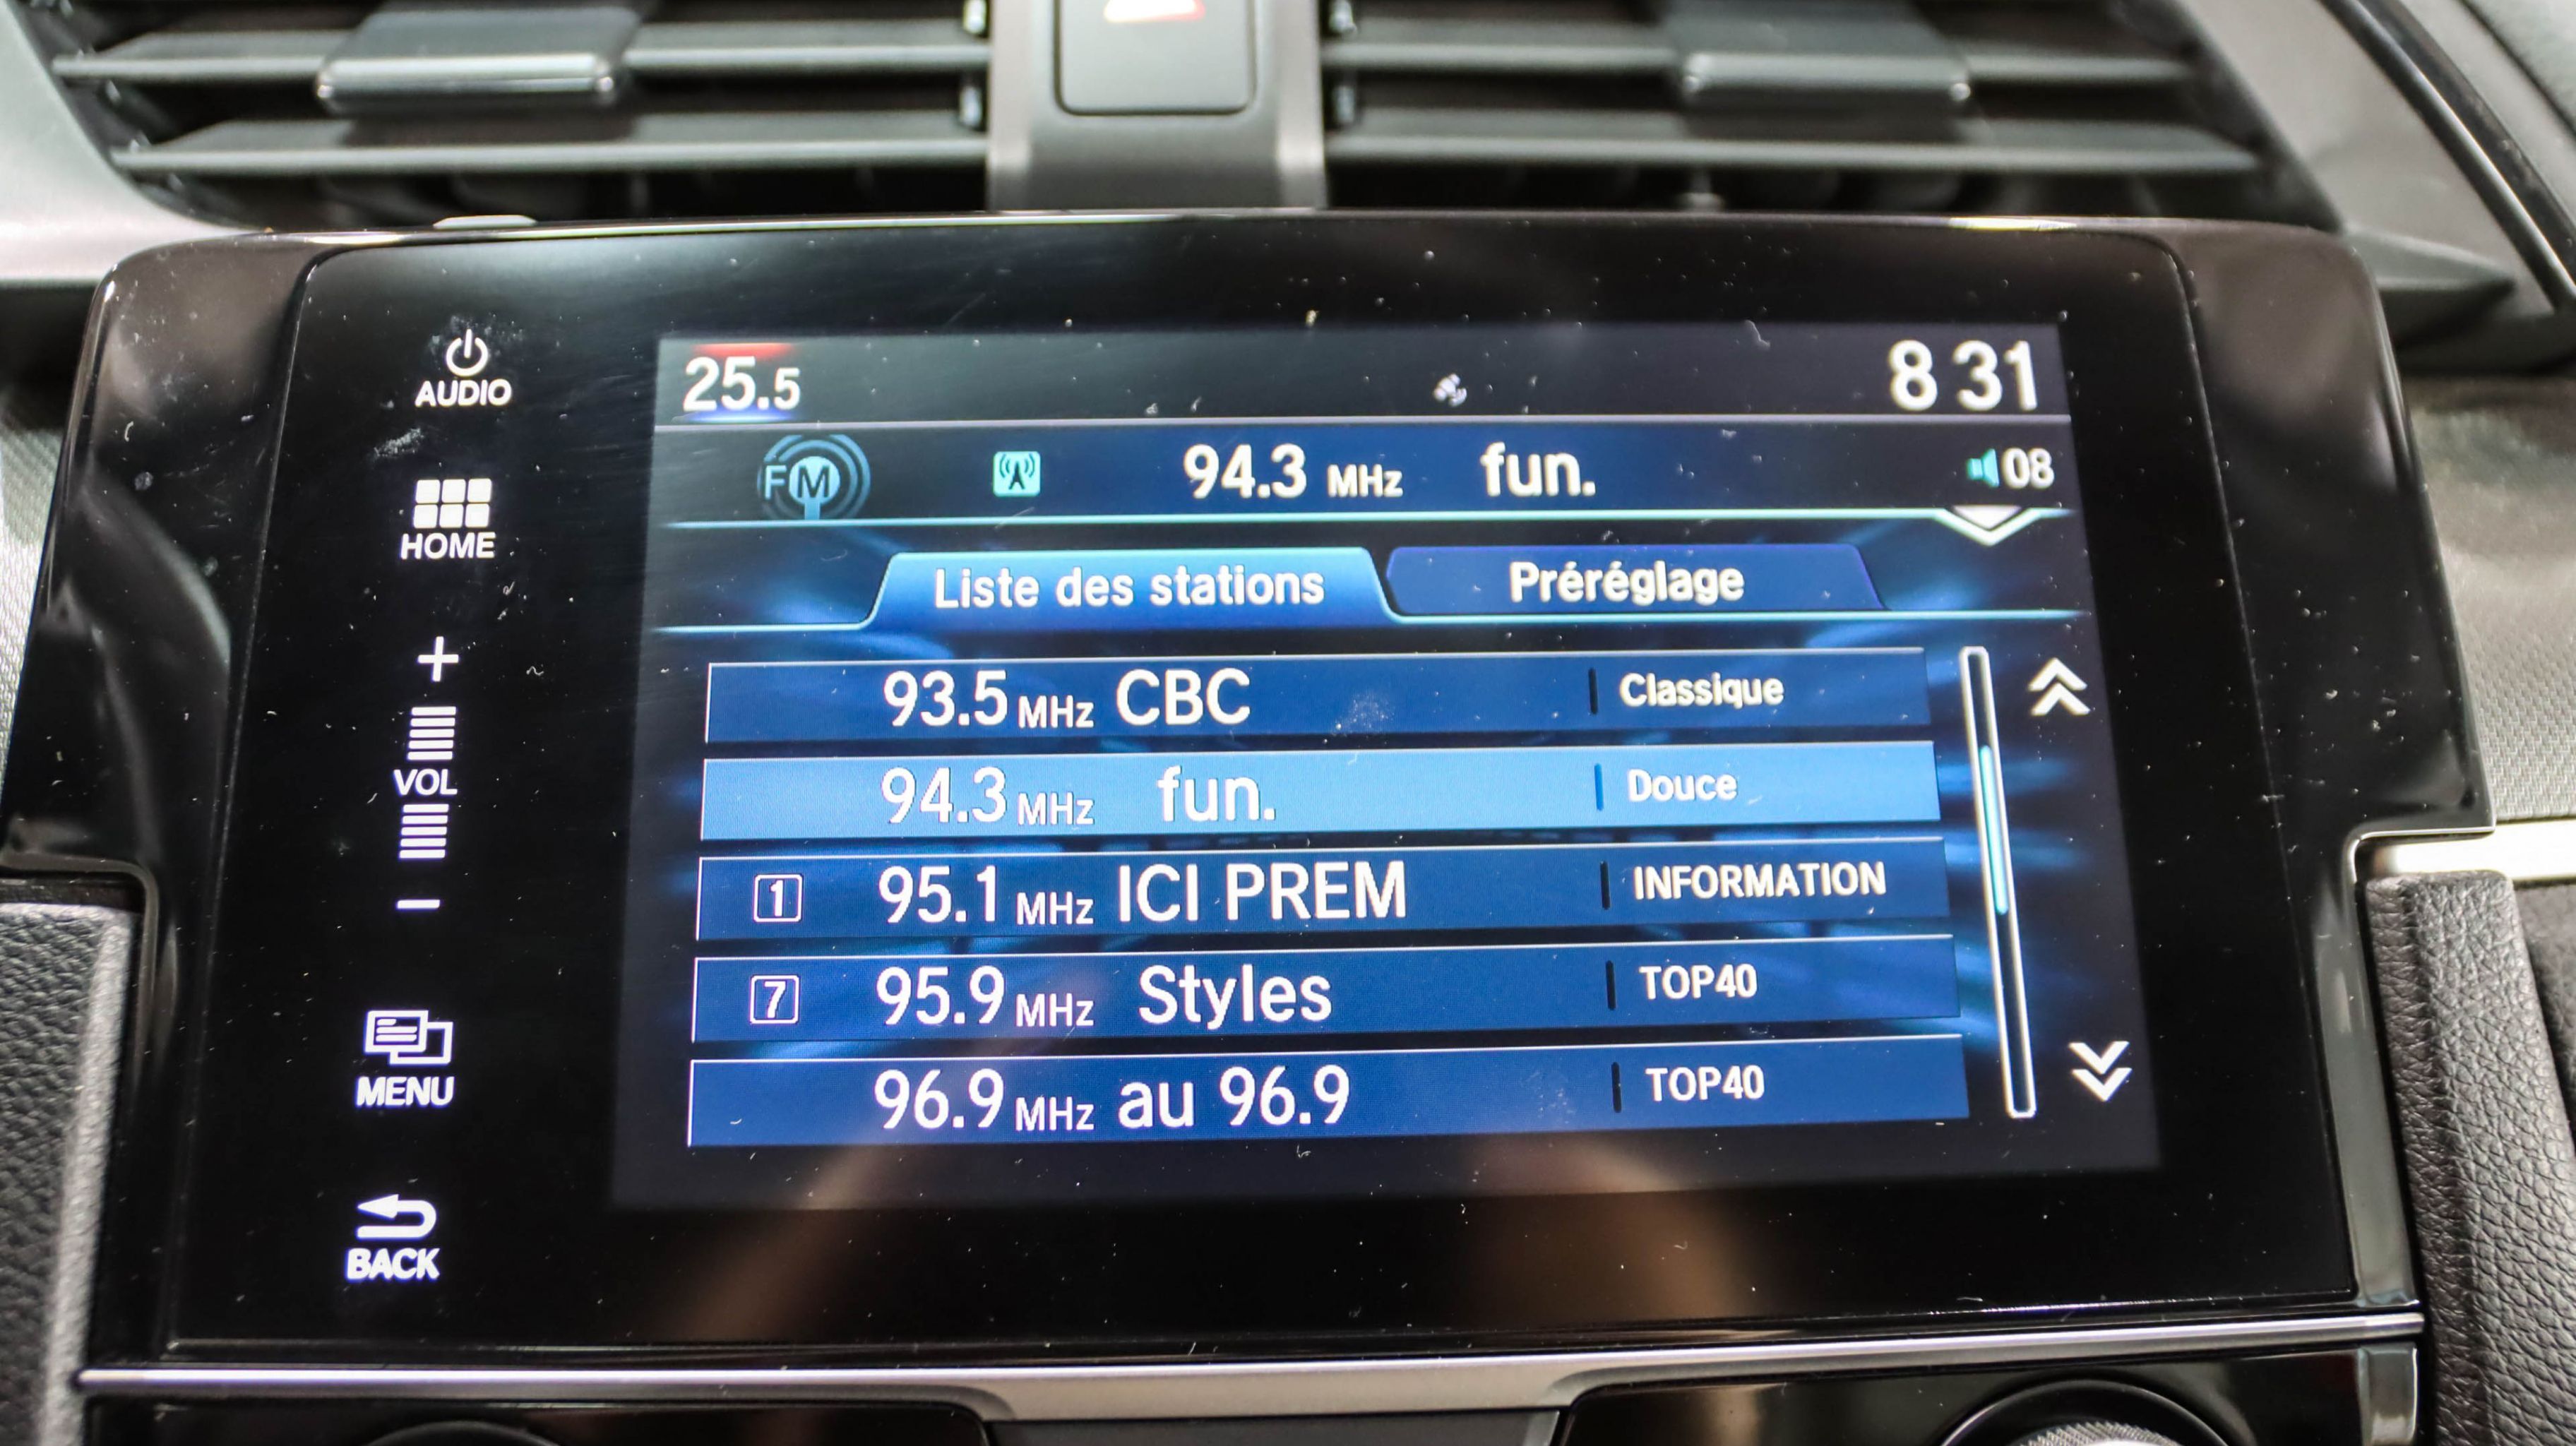 AUDIO
HOME
+
VOL
-
MENU
BACK
25.5
8 31
FM
94.3 MHz fun.
08
Liste des stations
Préréglage
93.5 MHz CBC Classique
94.3 MHz fun. Douce
1 95.1 MHz ICI PREM INFORMATION
7 95.9 MHz Styles TOP40
96.9 MHz au 96.9 TOP40